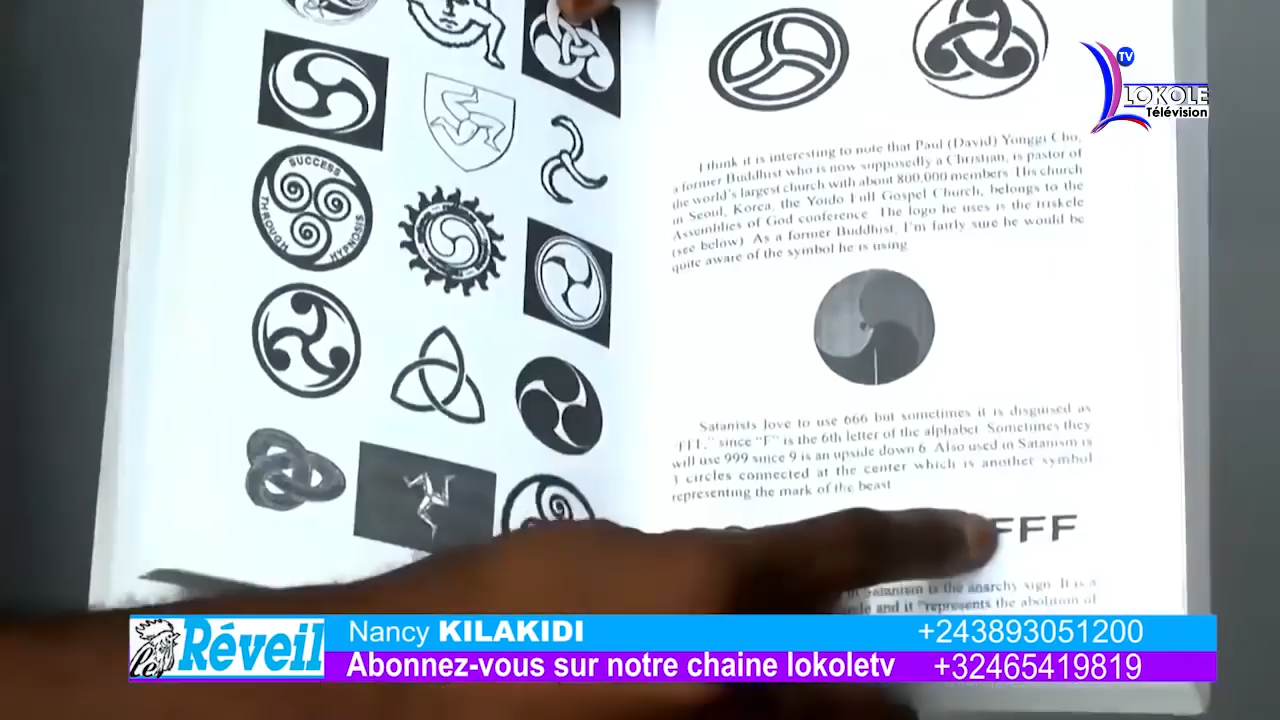 TV
LOKOLE
Télévision
SUCCESS
THROUGH
HYPNOSIS
I think it is interesting to note that Paul (David) Yonggi Cho,
a former Buddhist who is now supposedly a Christian, is pastor of
the world's largest church with about 800,000 members. His church
in Seoul, Korea, the Yoido Full Gospel Church, belongs to the
Assemblies of God conference. The logo he uses is the triskele
(see below). As a former Buddhist, I'm fairly sure he would be
quite aware of the symbol he is using.
Satanists love to use 666 but sometimes it is disguised as
"FFF," since "F" is the 6th letter of the alphabet. Sometimes they
will use 999 since 9 is an upside down 6. Also used in Satanism is
3 circles connected at the center which is another symbol
representing the mark of the beast.
FFF
in Satanism is the anarchy sign. It is a
and it "represents the abolition of
Le Réveil
Nancy KILAKIDI
+243893051200
Abonnez-vous sur notre chaine lokoletv
+32465419819